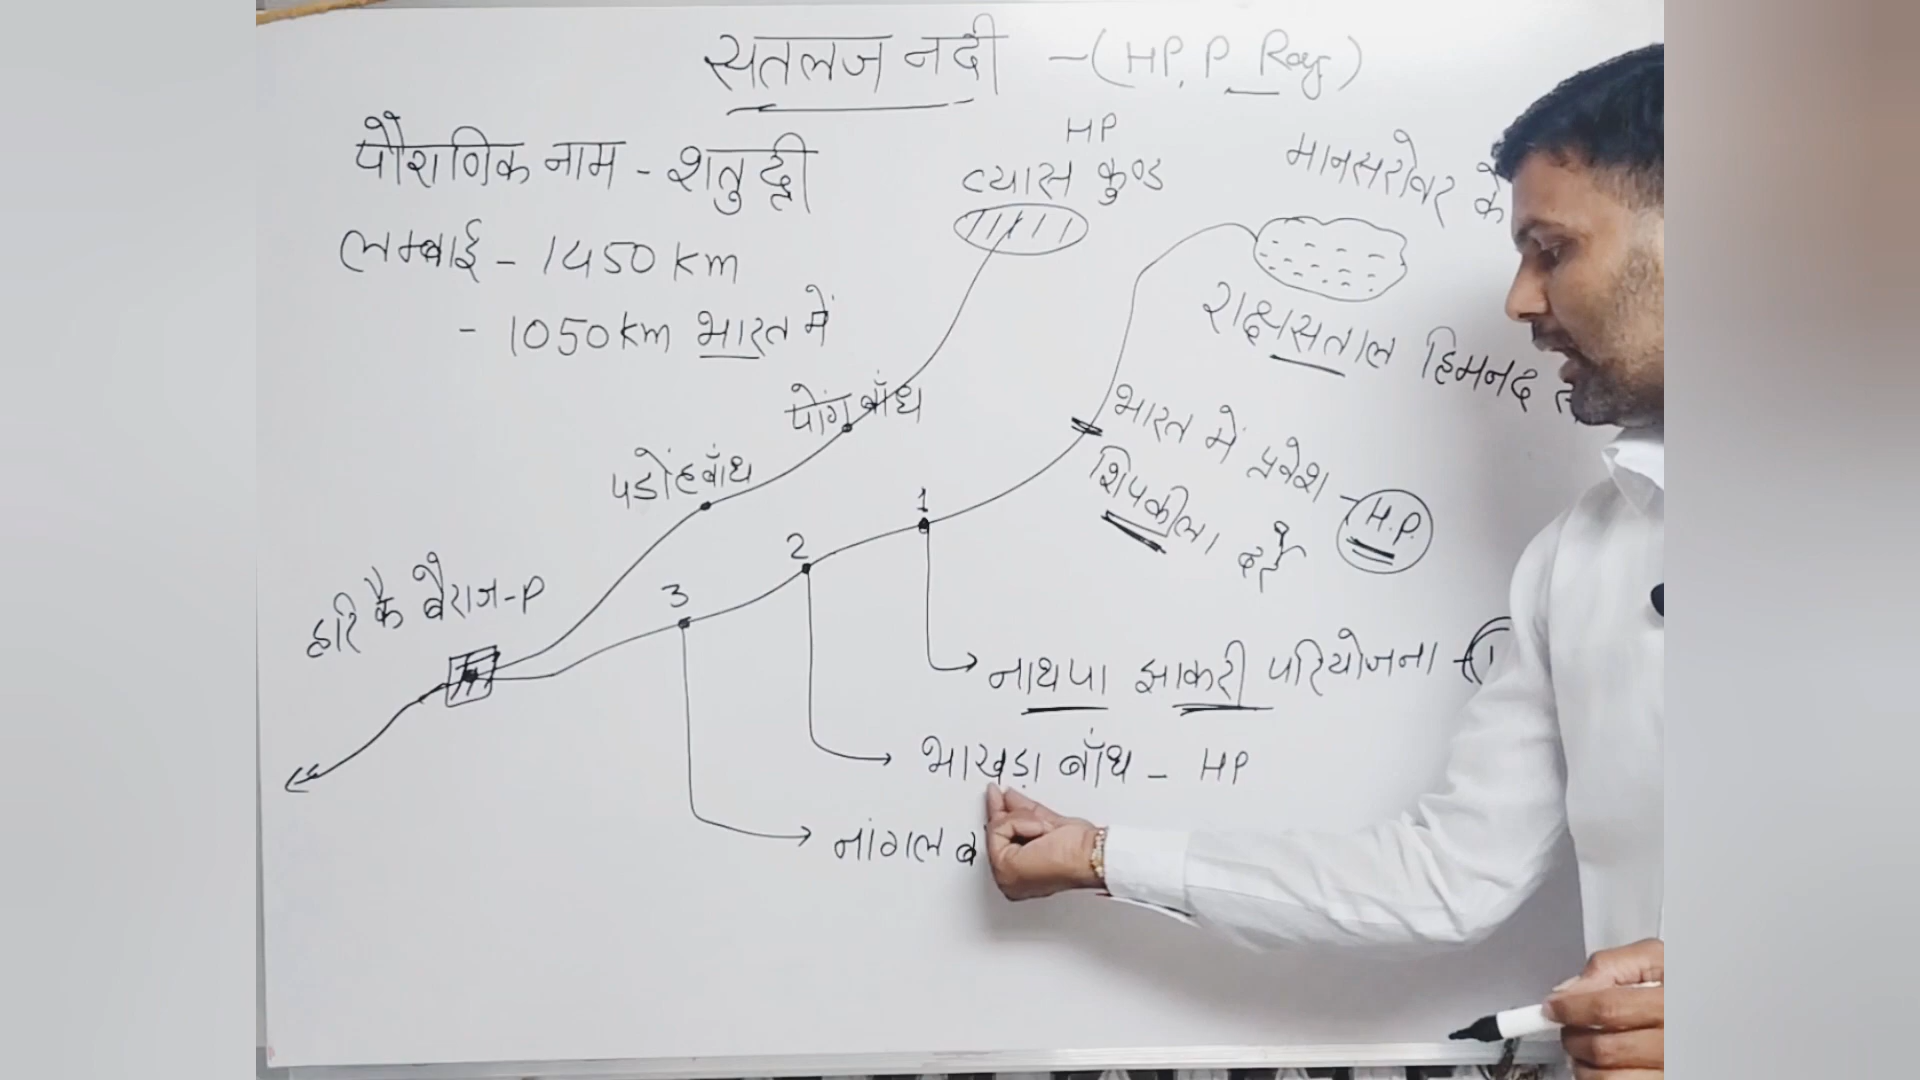 सतलज नदी - (HP, P Raj)
पौराणिक नाम - शतुद्री
लम्बाई - 1450 km
- 1050 km भारत में
HP
व्यास कुण्ड
मानसरोवर के
राक्षसताल हिमनद
भारत में प्रवेश - H.P.
शिपकीला दर्रे
पोंग बाँध
पडोंह बाँध
हरि कै बैराज - P
1
2
3
नाथपा झाकरी परियोजना -
भाखड़ा बाँध - HP
नांगल